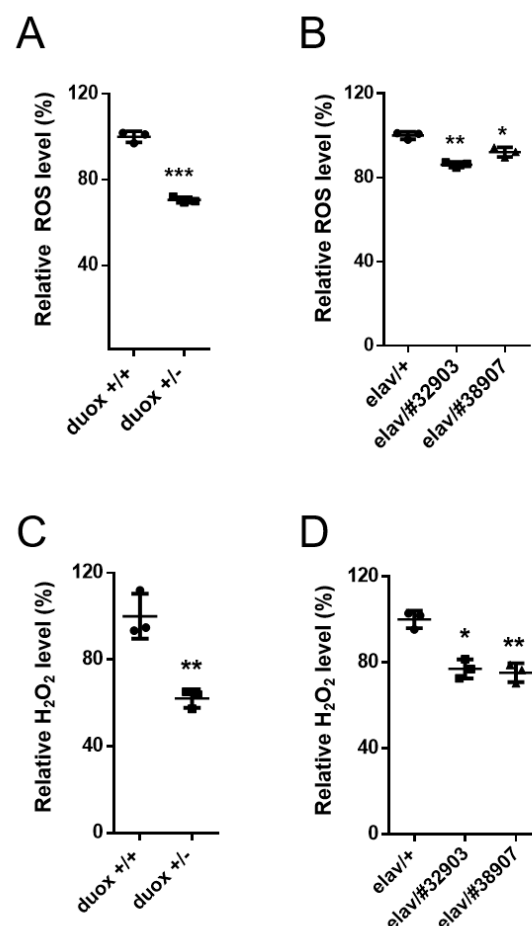 A
Relative ROS level (%)
120
80
40
***
duox +/+
duox +/-
B
Relative ROS level (%)
120
80
40
0
**
*
elav/+
elav/#32903
elav/#38907
C
Relative H₂O₂ level (%)
120
80
40
0
**
duox +/+
duox +/-
D
Relative H₂O₂ level (%)
120
80
40
0
*
**
elav/+
elav/#32903
elav/#38907